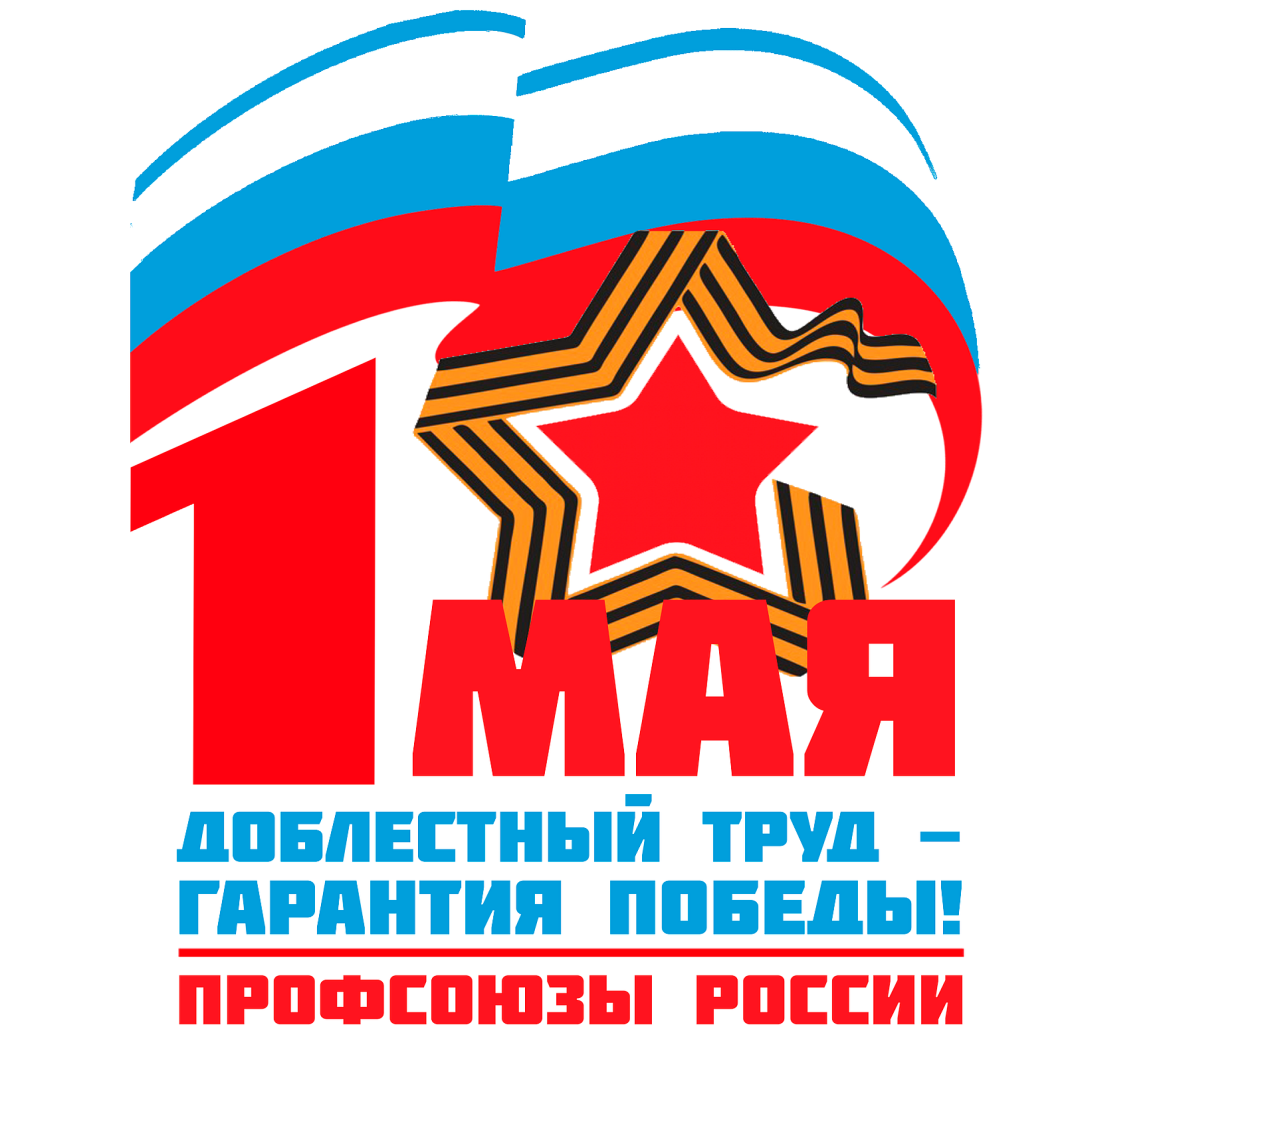 1 МАЯ
ДОБЛЕСТНЫЙ ТРУД –
ГАРАНТИЯ ПОБЕДЫ!
ПРОФСОЮЗЫ РОССИИ